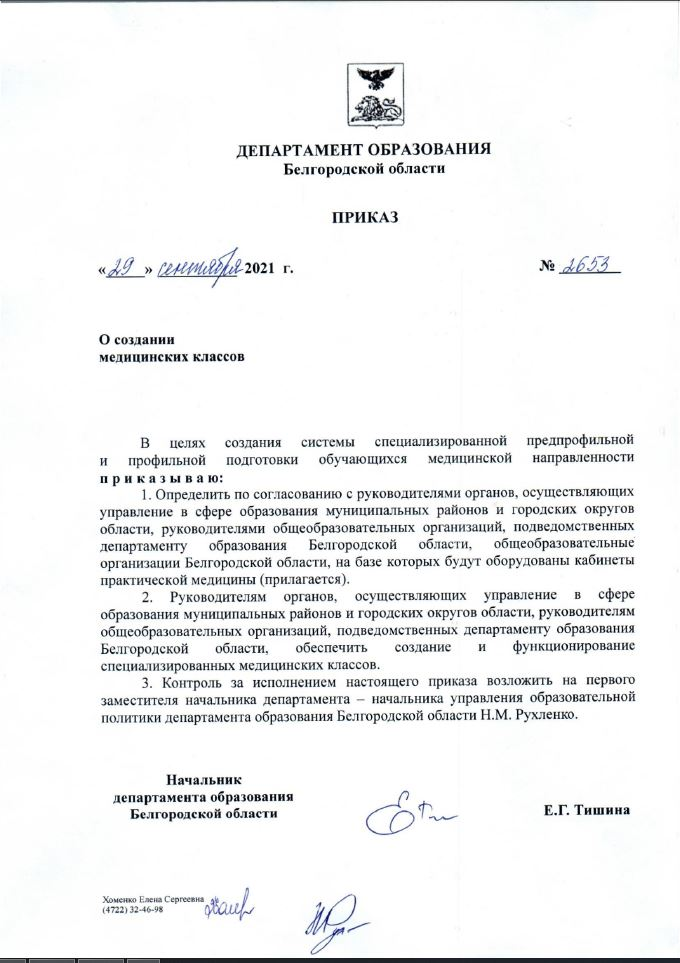 ДЕПАРТАМЕНТ ОБРАЗОВАНИЯ
Белгородской области
ПРИКАЗ
« 29 » сентября 2021 г.
№ 2653
О создании
медицинских классов
В целях создания системы специализированной предпрофильной
и профильной подготовки обучающихся медицинской направленности
п р и к а з ы в а ю:
1. Определить по согласованию с руководителями органов, осуществляющих
управление в сфере образования муниципальных районов и городских округов
области, руководителями общеобразовательных организаций, подведомственных
департаменту образования Белгородской области, общеобразовательные
организации Белгородской области, на базе которых будут оборудованы кабинеты
практической медицины (прилагается).
2. Руководителям органов, осуществляющих управление в сфере
образования муниципальных районов и городских округов области, руководителям
общеобразовательных организаций, подведомственных департаменту образования
Белгородской области, обеспечить создание и функционирование
специализированных медицинских классов.
3. Контроль за исполнением настоящего приказа возложить на первого
заместителя начальника департамента – начальника управления образовательной
политики департамента образования Белгородской области Н.М. Рухленко.
Начальник
департамента образования
Белгородской области
Е.Г. Тишина
Хоменко Елена Сергеевна
(4722) 32-46-98